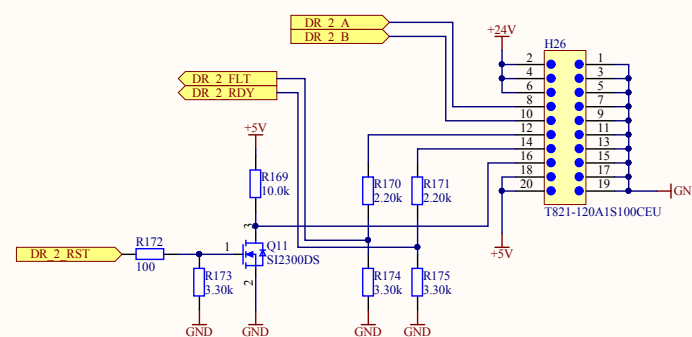 DR_2_A
DR_2_B
+24V
H26
DR_2_FLT
DR_2_RDY
2 1
4 3
6 5
8 7
10 9
12 11
14 13
16 15
18 17
20 19
GN
T821-120A1S100CEU
+5V
R169
10.0k
R170
2.20k
R171
2.20k
3
DR_2_RST
R172
100
1
Q11
SI2300DS
2
+5V
R173
3.30k
R174
3.30k
R175
3.30k
GND
GND
GND
GND